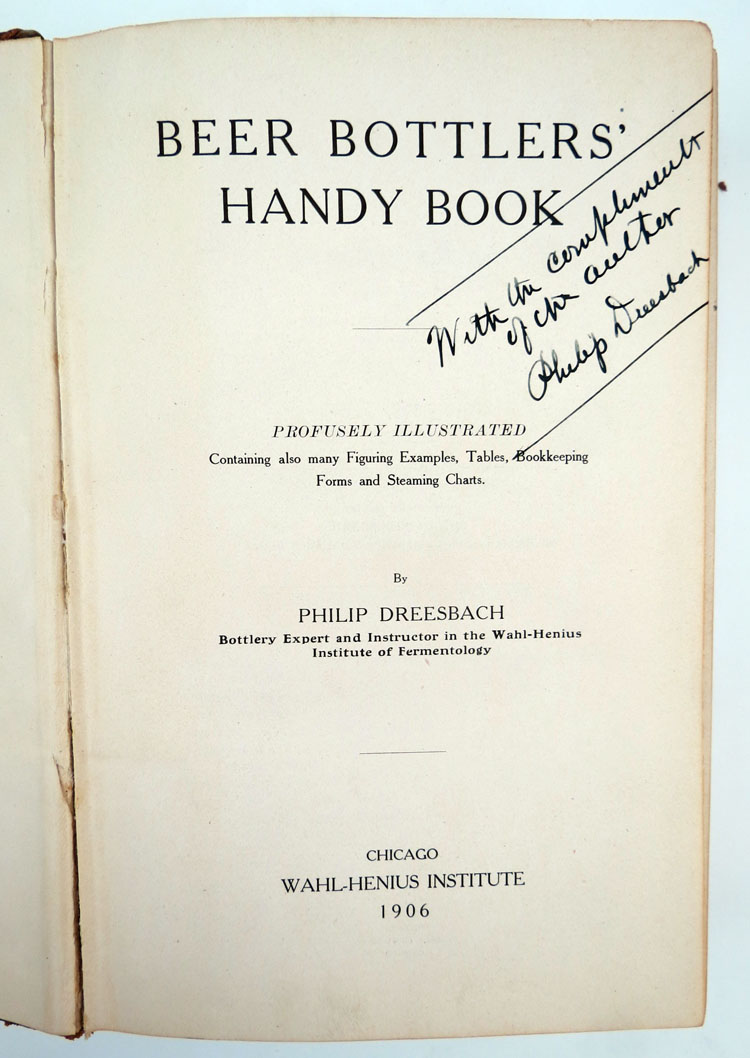 BEER BOTTLERS'
HANDY BOOK
With the compliments
of the author
Philip Dreesbach
PROFUSELY ILLUSTRATED
Containing also many Figuring Examples, Tables, Bookkeeping
Forms and Steaming Charts.
By
PHILIP DREESBACH
Bottlery Expert and Instructor in the Wahl-Henius
Institute of Fermentology
CHICAGO
WAHL-HENIUS INSTITUTE
1906